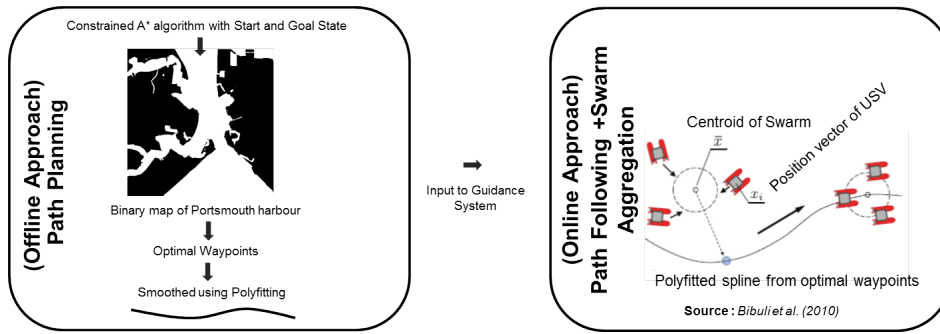 (Offline Approach)
Path Planning
Constrained A* algorithm with Start and Goal State
Binary map of Portsmouth harbour
Optimal Waypoints
Smoothed using Polyfitting
Input to Guidance
System
(Online Approach)
Path Following +Swarm
Aggregation
Centroid of Swarm
x̄
x_i
Position vector of USV
Polyfitted spline from optimal waypoints
Source : Bibuli et al. (2010)